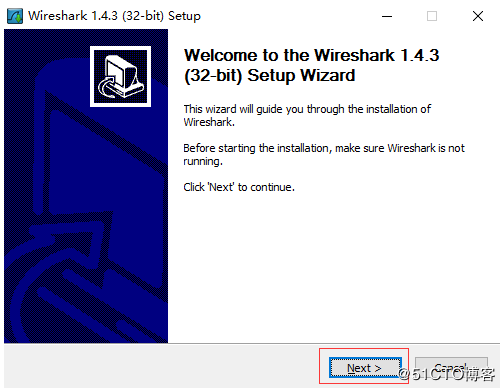 Wireshark 1.4.3 (32-bit) Setup
Welcome to the Wireshark 1.4.3
(32-bit) Setup Wizard
This wizard will guide you through the installation of
Wireshark.
Before starting the installation, make sure Wireshark is not
running.
Click 'Next' to continue.
Next >
Cancel
@51CTO博客